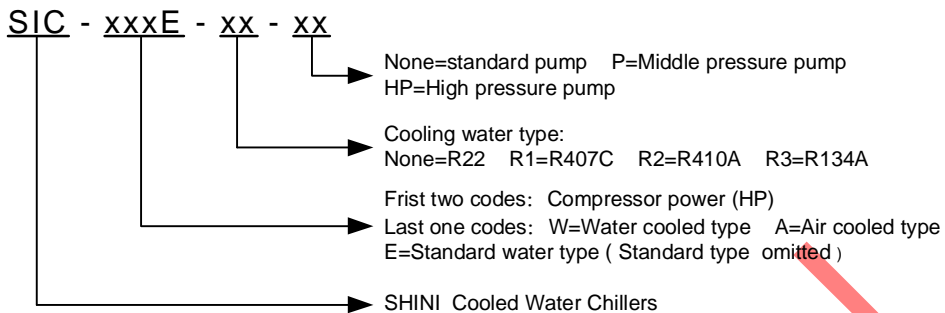 SIC - xxxE - xx - xx
None=standard pump P=Middle pressure pump
HP=High pressure pump
Cooling water type:
None=R22 R1=R407C R2=R410A R3=R134A
Frist two codes: Compressor power (HP)
Last one codes: W=Water cooled type A=Air cooled type
E=Standard water type ( Standard type omitted )
SHINI Cooled Water Chillers